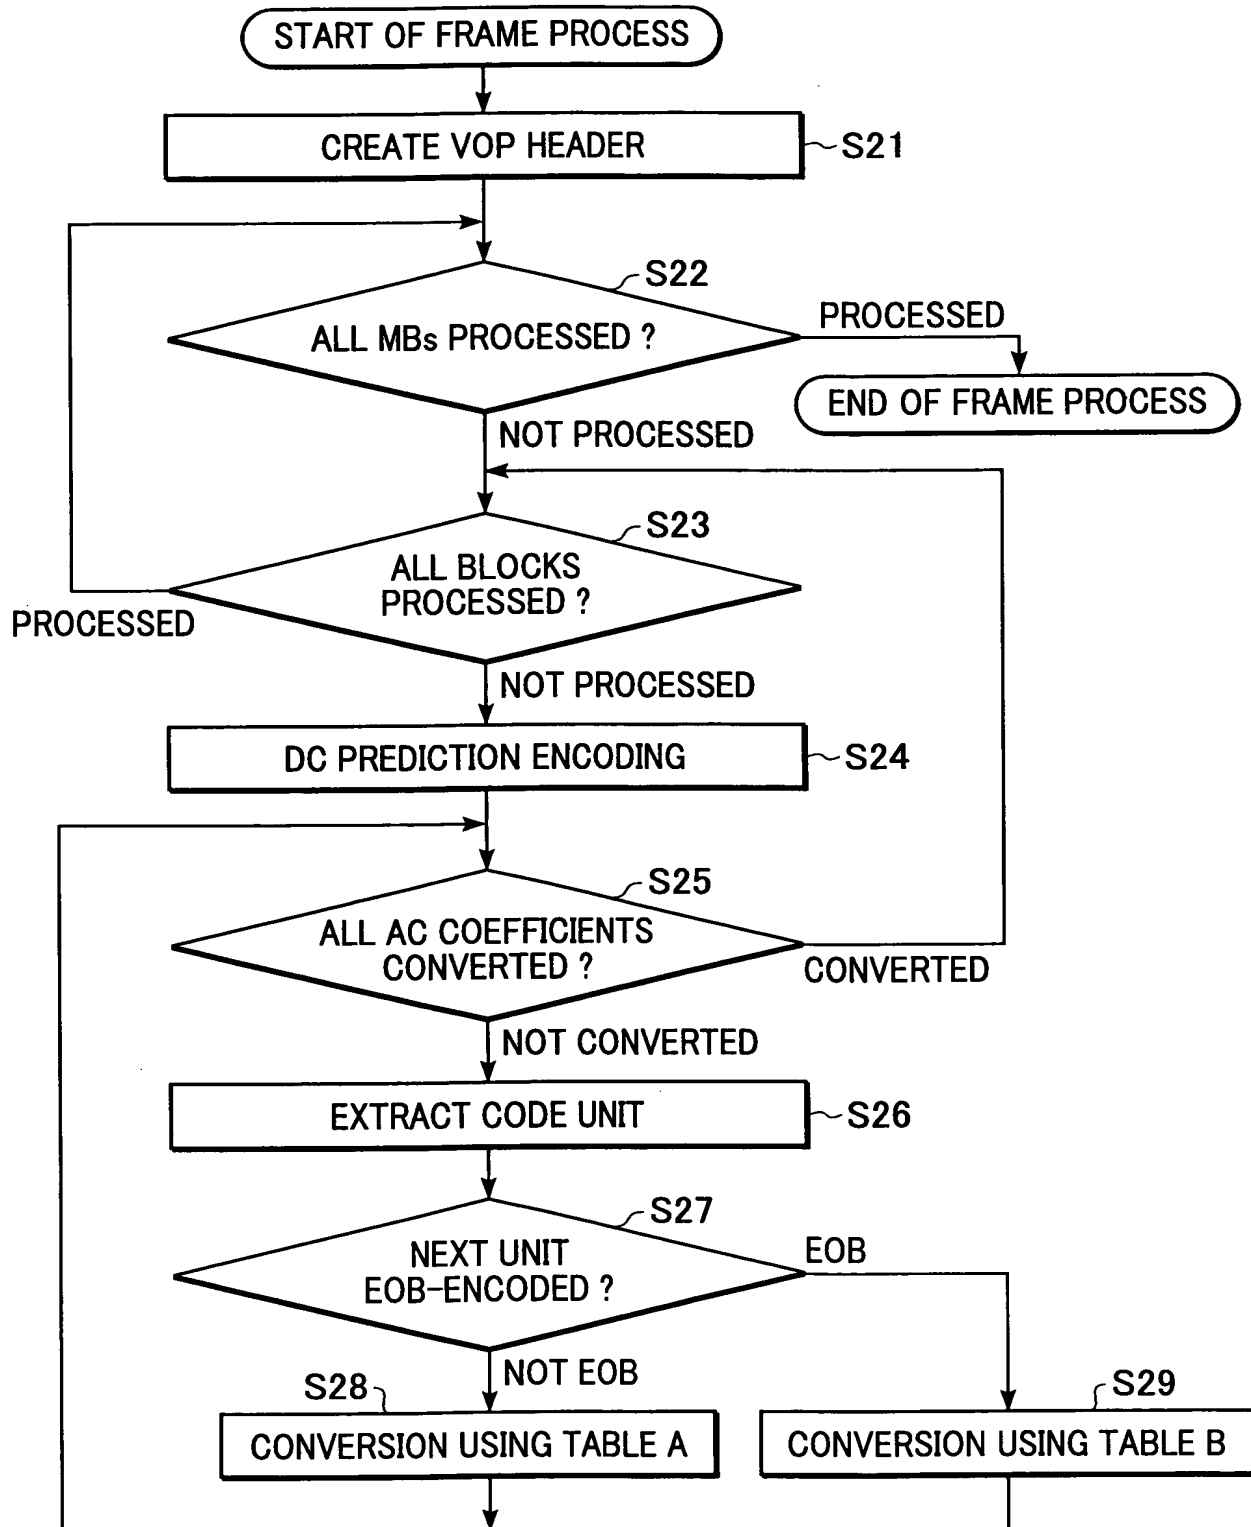 START OF FRAME PROCESS
CREATE VOP HEADER
S21
S22
ALL MBs PROCESSED ?
PROCESSED
END OF FRAME PROCESS
NOT PROCESSED
S23
ALL BLOCKS
PROCESSED ?
PROCESSED
NOT PROCESSED
DC PREDICTION ENCODING
S24
S25
ALL AC COEFFICIENTS
CONVERTED ?
CONVERTED
NOT CONVERTED
EXTRACT CODE UNIT
S26
S27
NEXT UNIT
EOB-ENCODED ?
EOB
NOT EOB
S28
S29
CONVERSION USING TABLE A
CONVERSION USING TABLE B